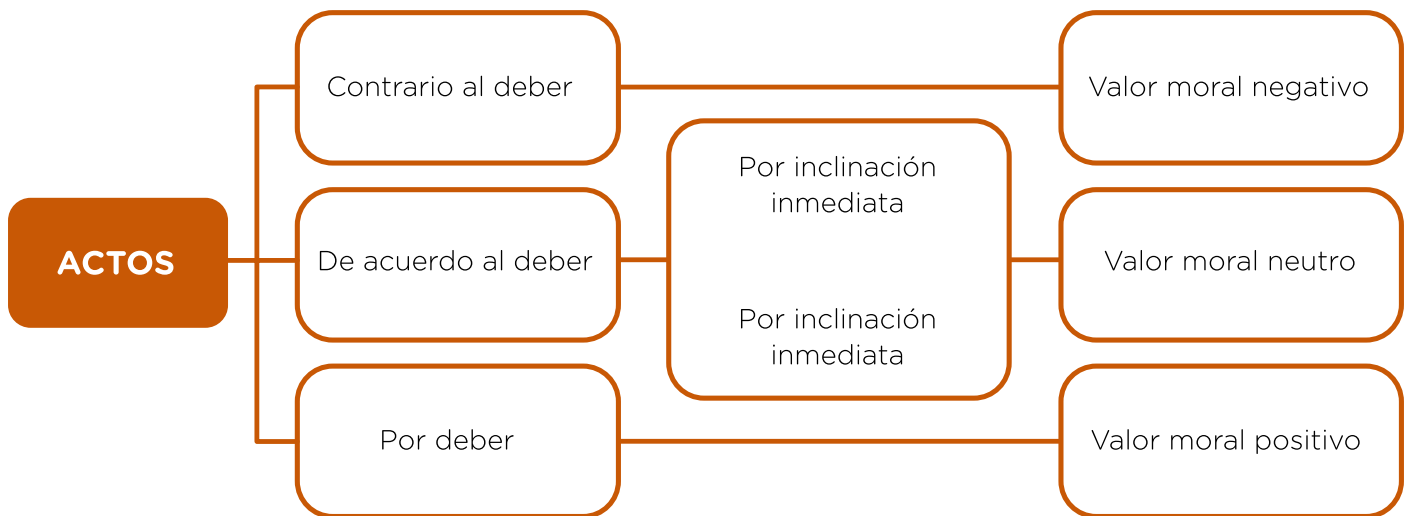 ACTOS
Contrario al deber
Valor moral negativo
De acuerdo al deber
Por inclinación
inmediata
Por inclinación
inmediata
Valor moral neutro
Por deber
Valor moral positivo